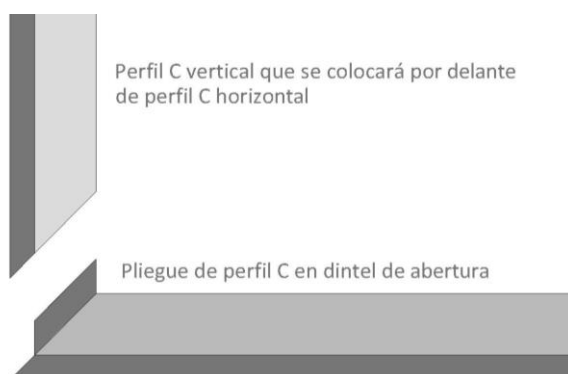 Perfil C vertical que se colocará por delante
de perfil C horizontal
Pliegue de perfil C en dintel de abertura